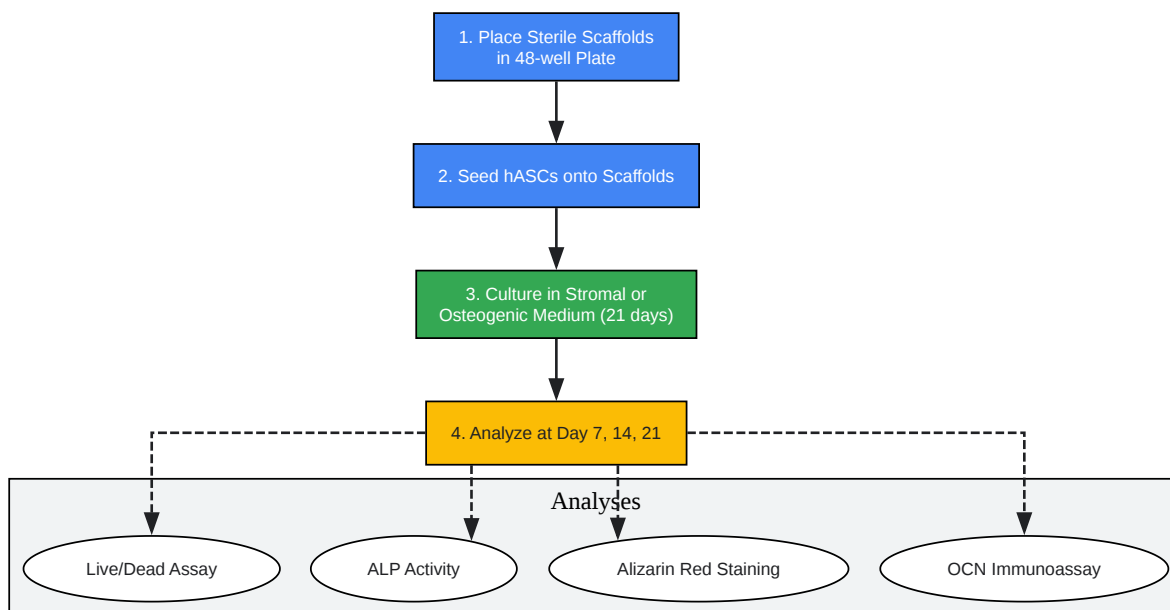 1. Place Sterile Scaffolds
in 48-well Plate
2. Seed hASCs onto Scaffolds
3. Culture in Stromal or
Osteogenic Medium (21 days)
4. Analyze at Day 7, 14, 21
Analyses
Live/Dead Assay
ALP Activity
Alizarin Red Staining
OCN Immunoassay